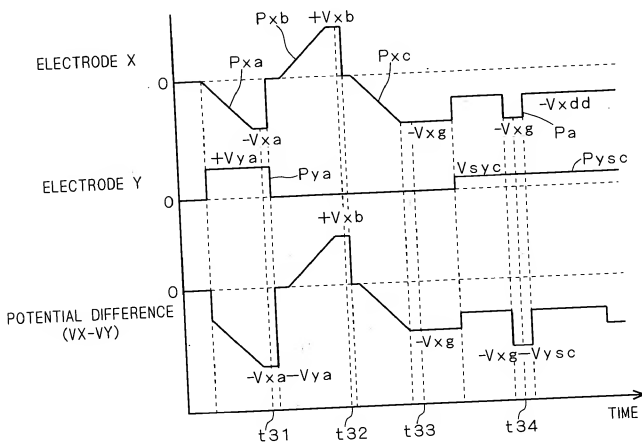 Pxb
+Vxb
Pxa
Pxc
ELECTRODE X
0
-Vxa
-Vxg
-Vxg
-Vxdd
Pa
+Vya
Pya
Vsyc
Pysc
ELECTRODE Y
0
+Vxb
0
POTENTIAL DIFFERENCE
(VX-VY)
-Vxa-Vya
-Vxg
-Vxg-Vysc
TIME
t31
t32
t33
t34